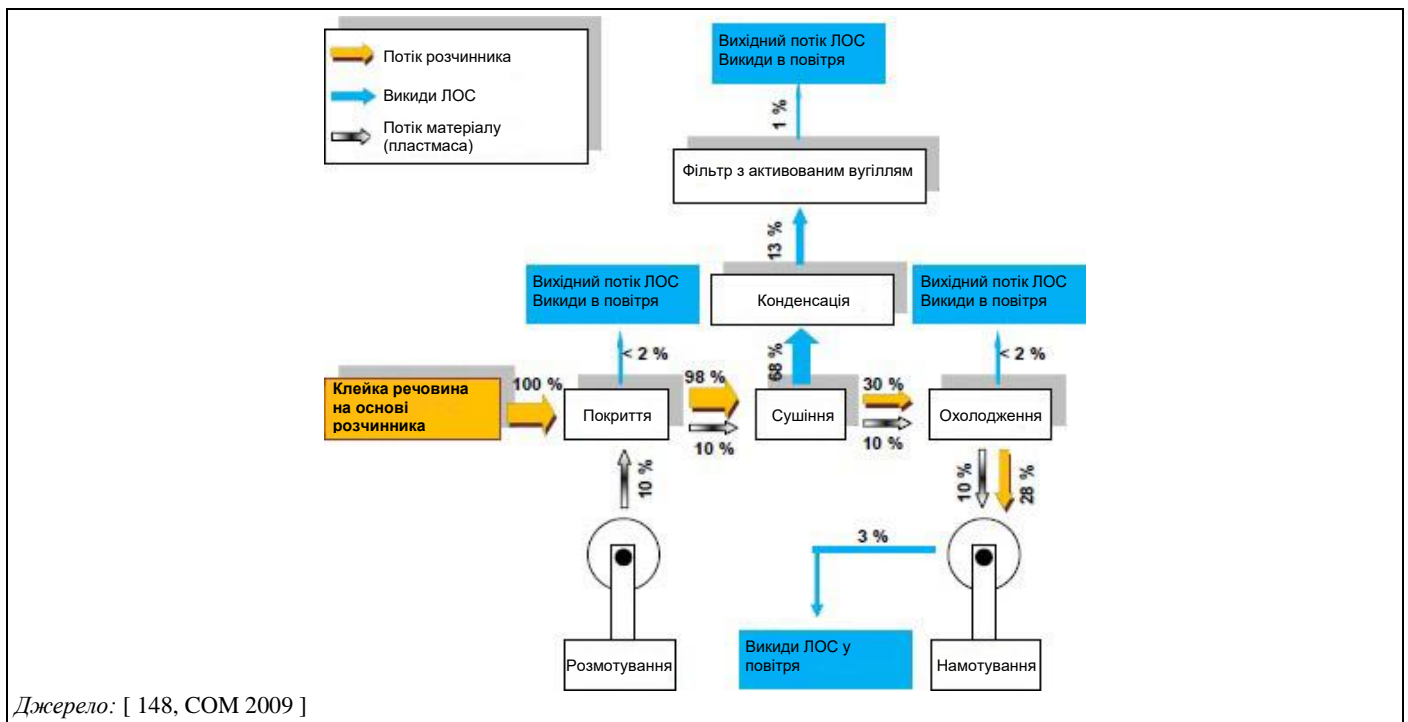 Потік розчинника
Викиди ЛОС
Потік матеріалу
(пластмаса)
Вихідний потік ЛОС
Викиди в повітря
1 %
Фільтр з активованим вугіллям
13 %
Вихідний потік ЛОС
Викиди в повітря
Конденсація
Вихідний потік ЛОС
Викиди в повітря
< 2 %
68 %
< 2 %
Клейка речовина
на основі
розчинника
100 %
Покриття
98 %
10 %
Сушіння
30 %
10 %
Охолодження
10 %
10 %
28 %
3 %
Розмотування
Викиди ЛОС у
повітря
Намотування
Джерело: [ 148, COM 2009 ]